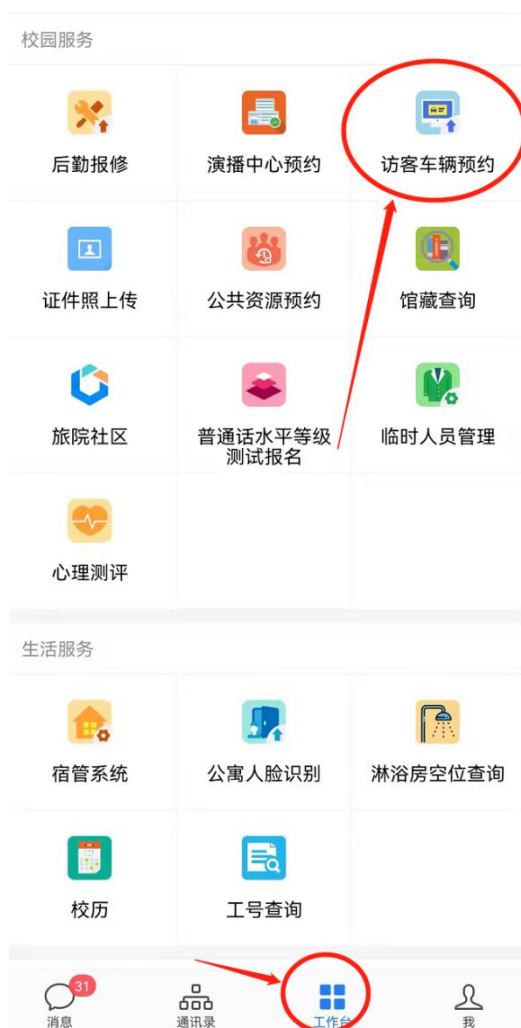 校园服务
后勤报修
演播中心预约
访客车辆预约
证件照上传
公共资源预约
馆藏查询
旅院社区
普通话水平等级
测试报名
临时人员管理
心理测评
生活服务
宿管系统
公寓人脸识别
淋浴房空位查询
校历
工号查询
31
消息
通讯录
工作台
我